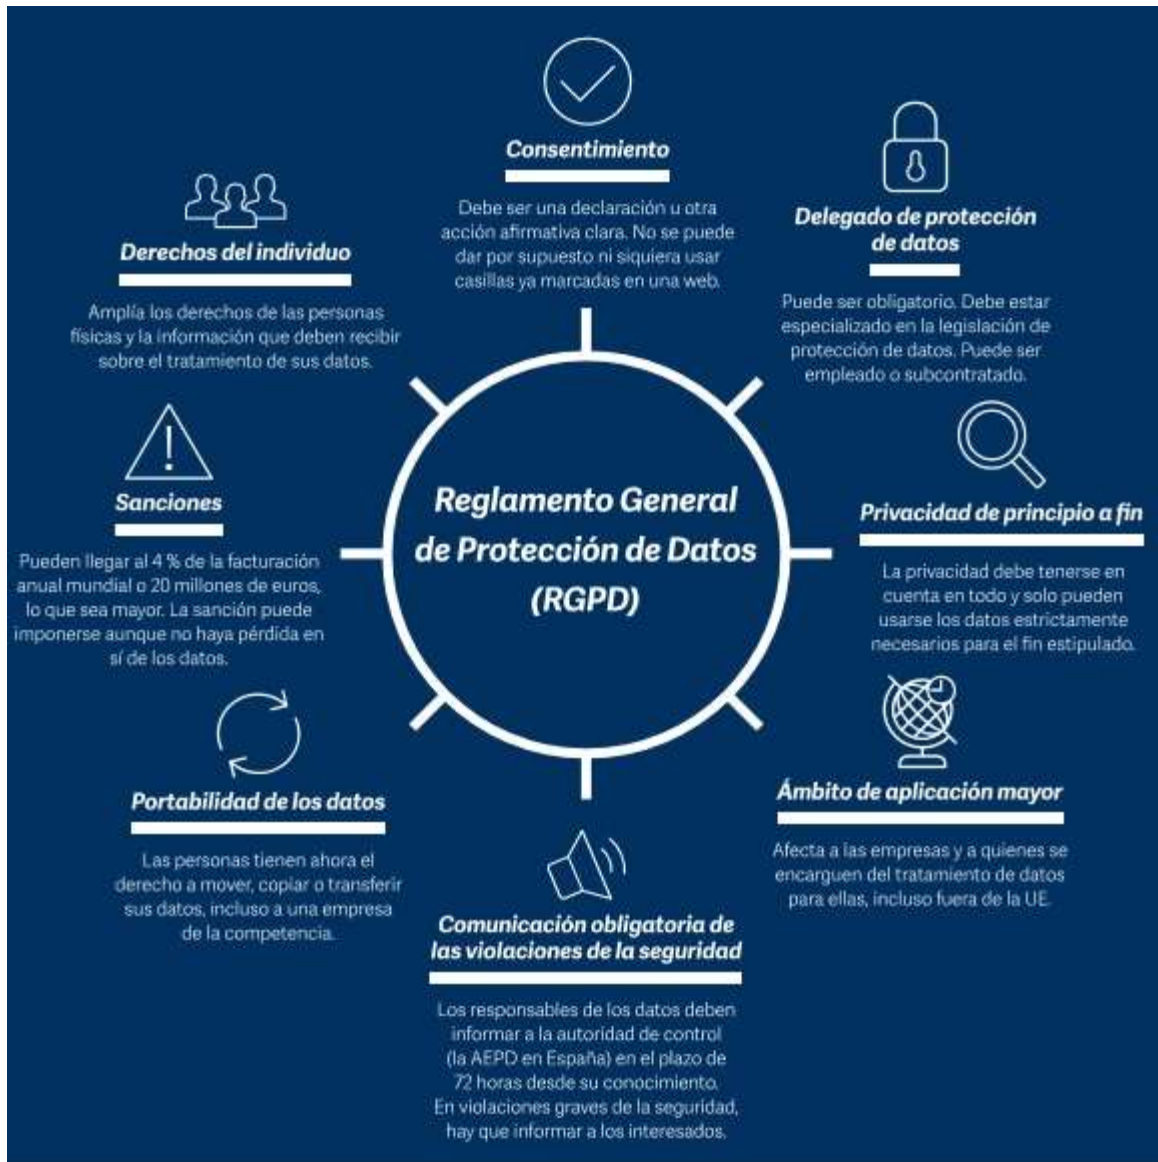 Consentimiento
Debe ser una declaración u otra
acción afirmativa clara. No se puede
dar por supuesto ni siquiera usar
casillas ya marcadas en una web.
Delegado de protección
de datos
Puede ser obligatorio. Debe estar
especializado en la legislación de
protección de datos. Puede ser
empleado o subcontratado.
Privacidad de principio a fin
La privacidad debe tenerse en
cuenta en todo y solo pueden
usarse los datos estrictamente
necesarios para el fin estipulado.
Ámbito de aplicación mayor
Afecta a las empresas y a quienes se
encarguen del tratamiento de datos
para ellas, incluso fuera de la UE.
Comunicación obligatoria de
las violaciones de la seguridad
Los responsables de los datos deben
informar a la autoridad de control
(la AEPD en España) en el plazo de
72 horas desde su conocimiento.
En violaciones graves de la seguridad,
hay que informar a los interesados.
Portabilidad de los datos
Las personas tienen ahora el
derecho a mover, copiar o transferir
sus datos, incluso a una empresa
de la competencia.
Sanciones
Pueden llegar al 4 % de la facturación
anual mundial o 20 millones de euros,
lo que sea mayor. La sanción puede
imponerse aunque no haya pérdida en
sí de los datos.
Derechos del individuo
Amplía los derechos de las personas
físicas y la información que deben recibir
sobre el tratamiento de sus datos.
Reglamento General
de Protección de Datos
(RGPD)